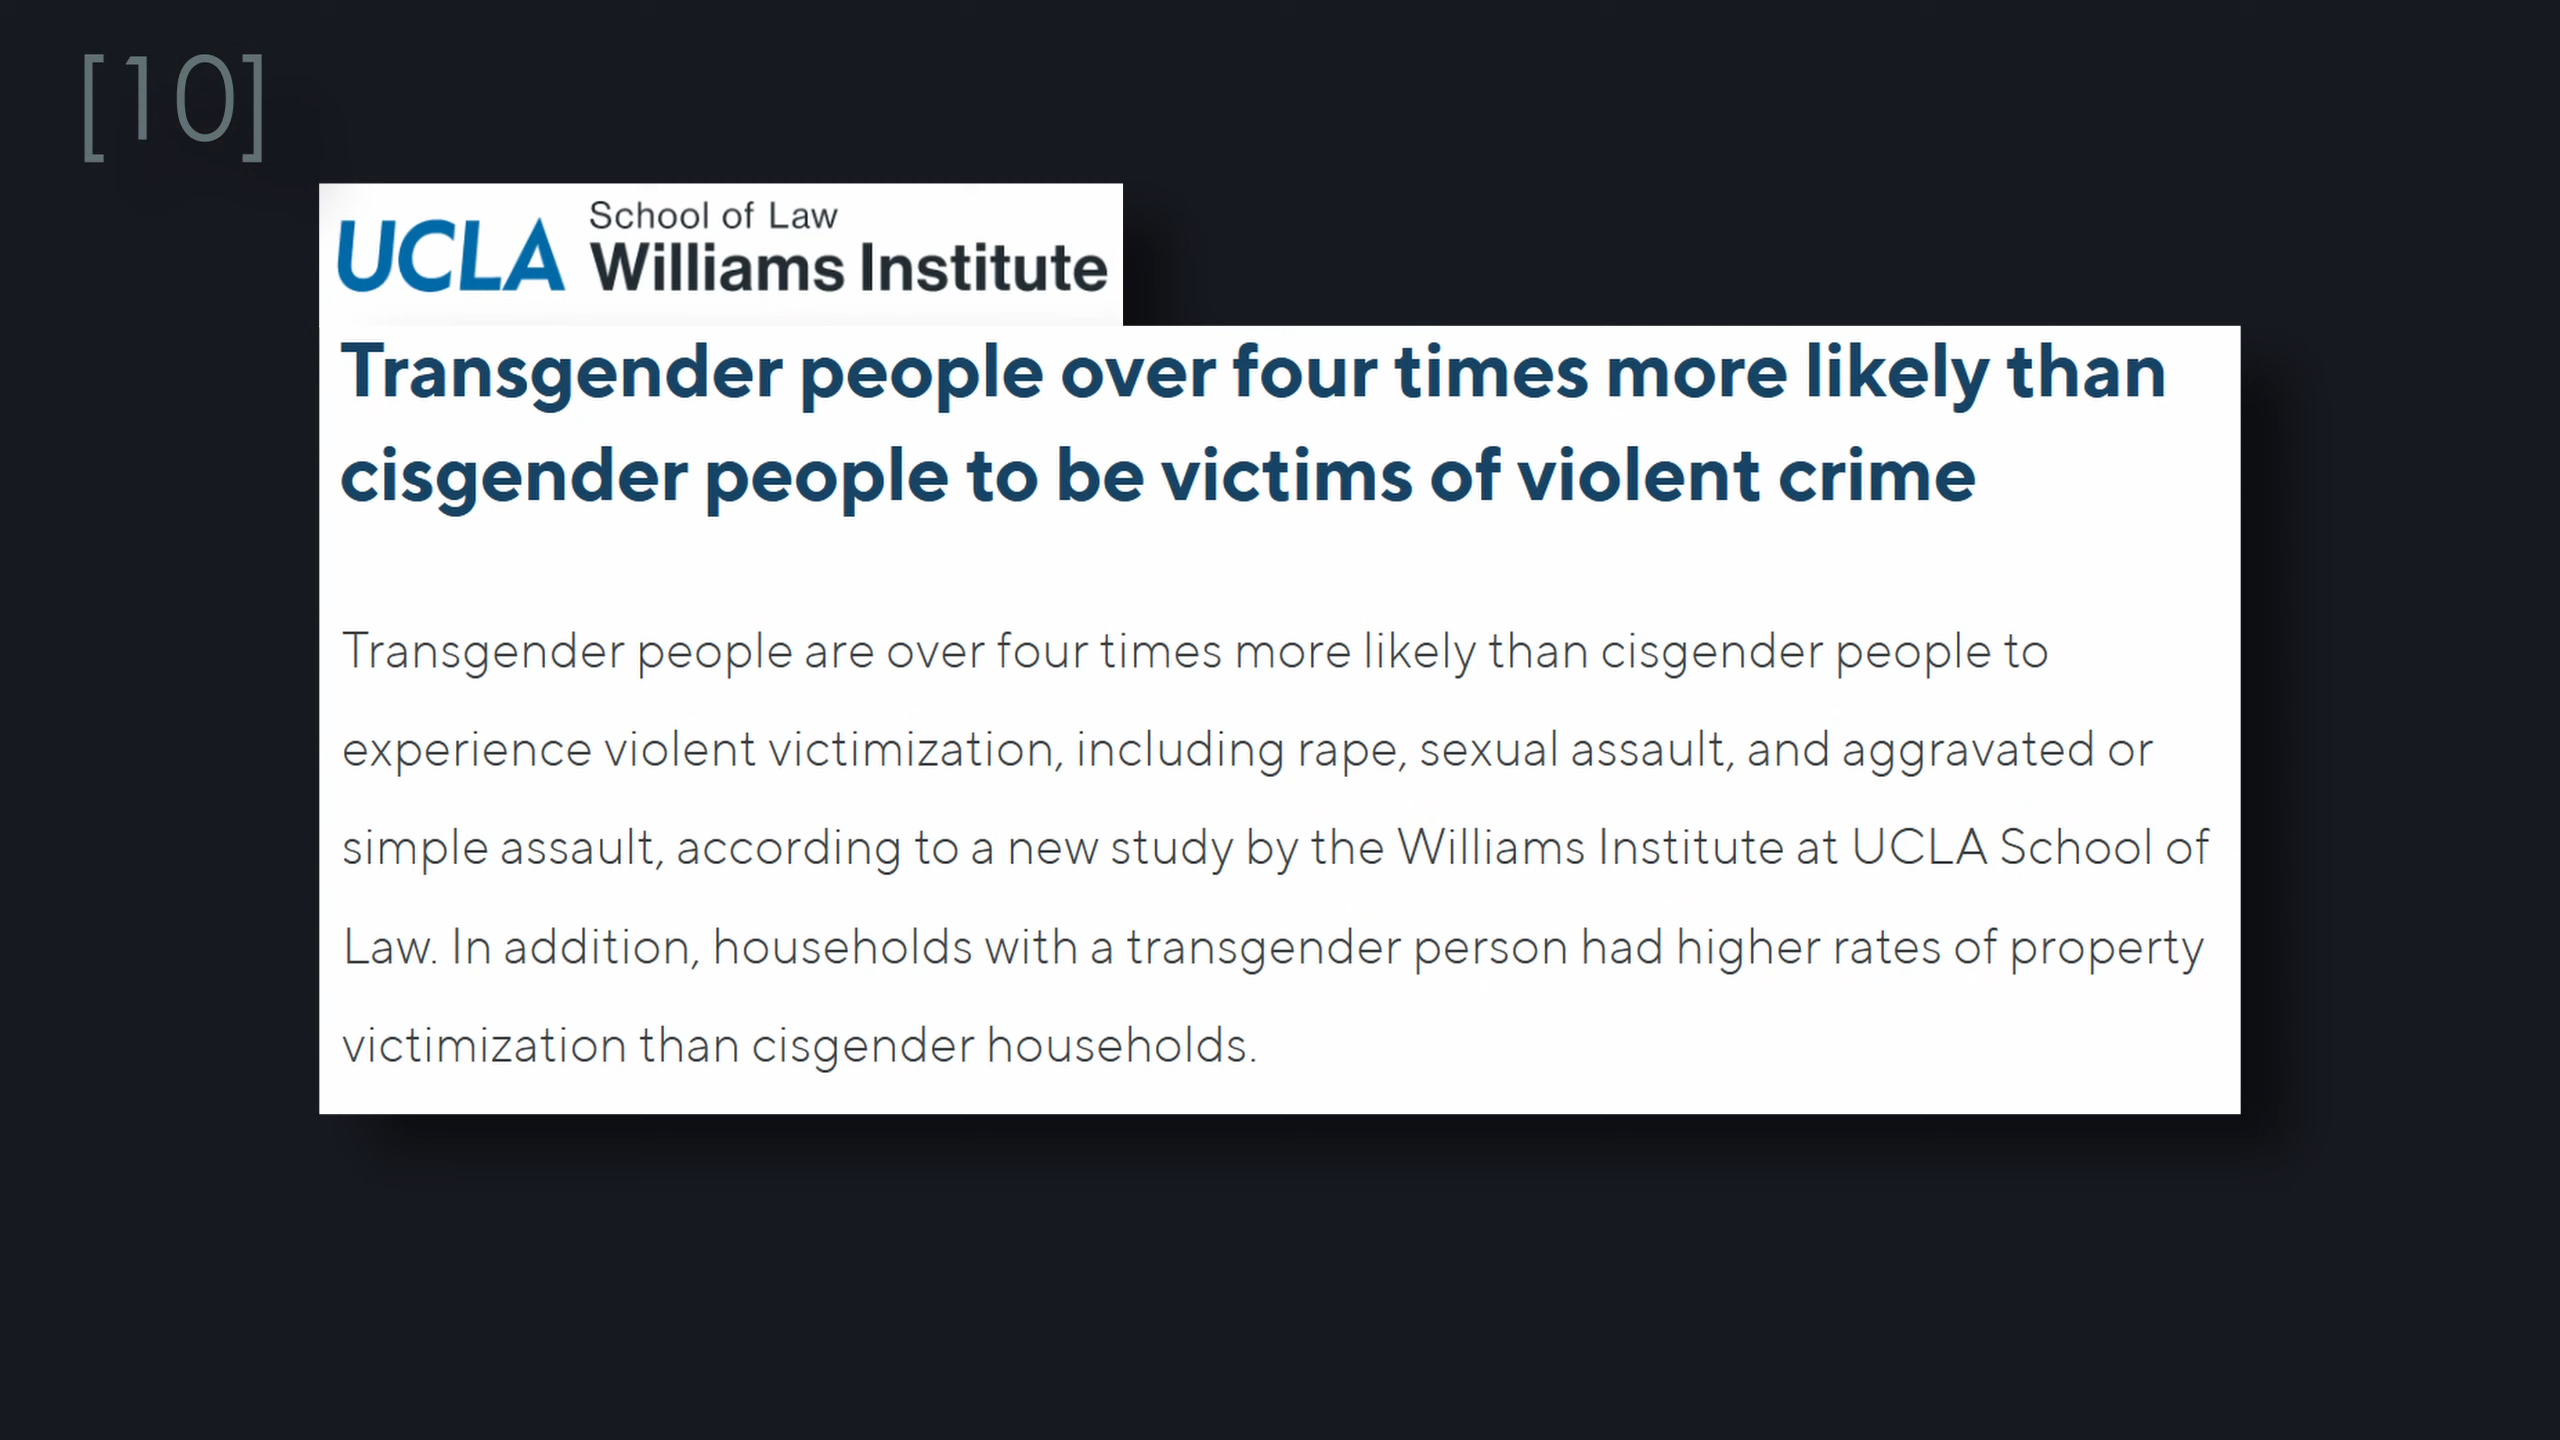 [10]
UCLA School of Law
Williams Institute
Transgender people over four times more likely than
cisgender people to be victims of violent crime
Transgender people are over four times more likely than cisgender people to
experience violent victimization, including rape, sexual assault, and aggravated or
simple assault, according to a new study by the Williams Institute at UCLA School of
Law. In addition, households with a transgender person had higher rates of property
victimization than cisgender households.